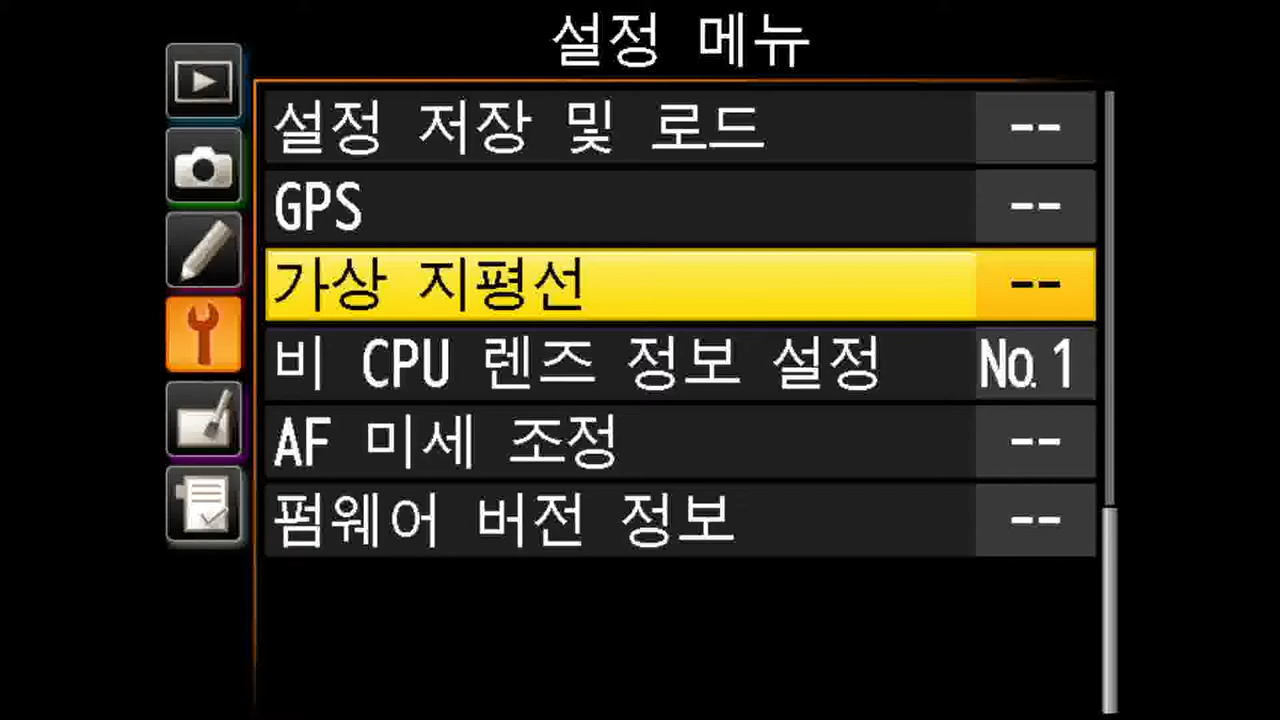 설정 메뉴
설정 저장 및 로드 --
GPS --
가상 지평선 --
비 CPU 렌즈 정보 설정 No.1
AF 미세 조정 --
펌웨어 버전 정보 --